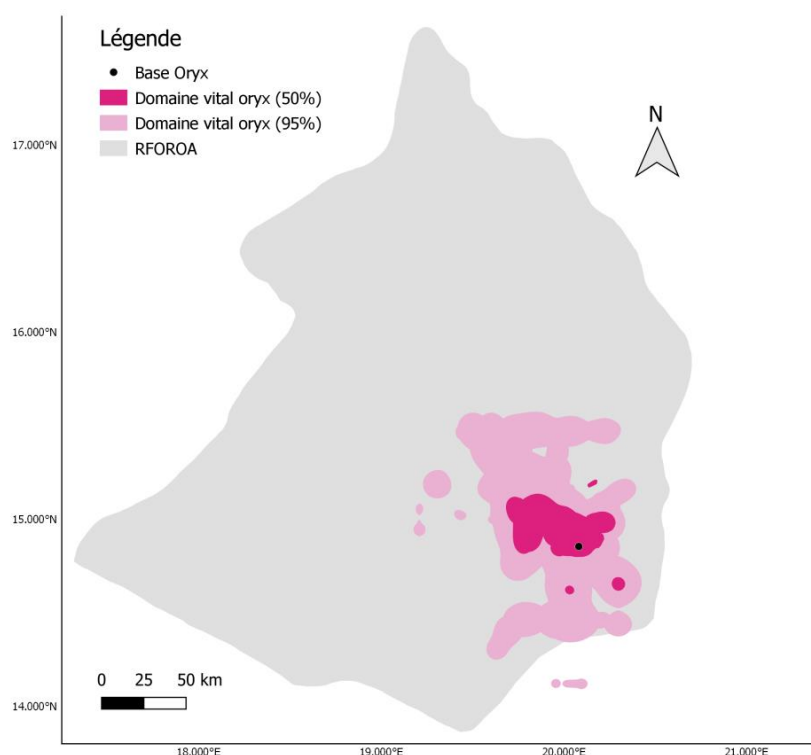 Légende
Base Oryx
Domaine vital oryx (50%)
Domaine vital oryx (95%)
RFOROA
N
17.000°N
16.000°N
15.000°N
14.000°N
0 25 50 km
18.000°E 19.000°E 20.000°E 21.000°E